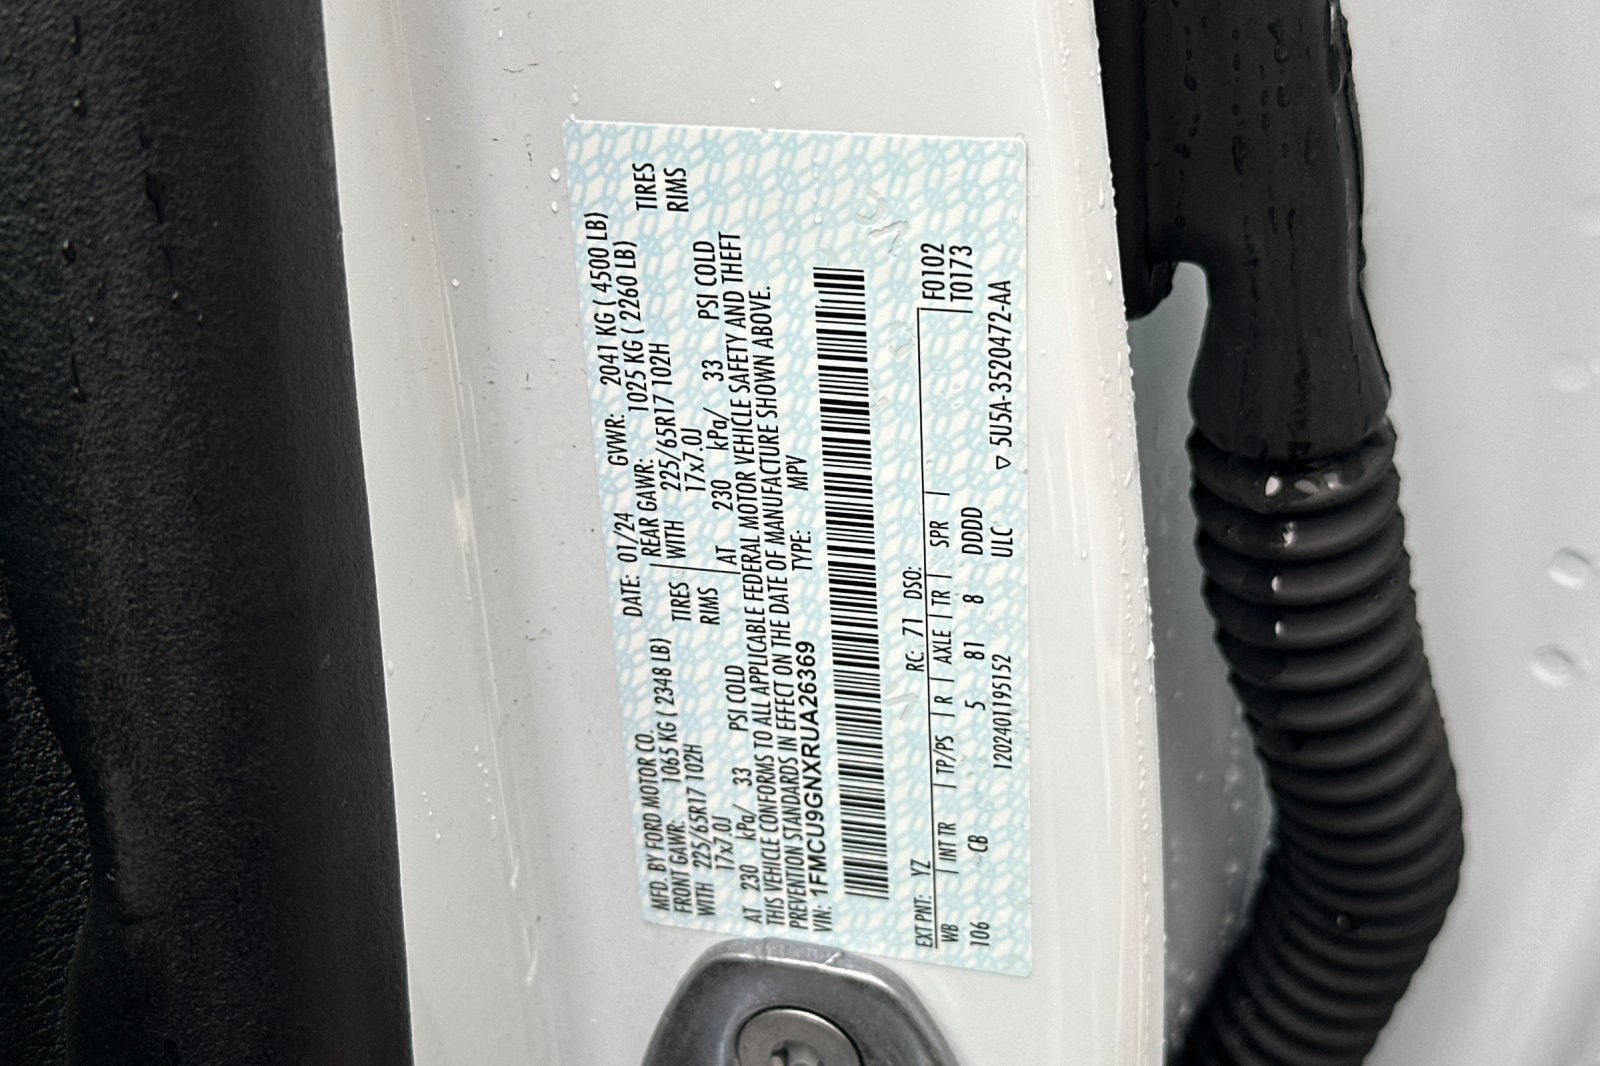 MFD. BY FORD MOTOR CO. DATE: 01/24 GVWR: 2041 KG ( 4500 LB)
FRONT GAWR: 1065 KG ( 2348 LB) REAR GAWR: 1025 KG ( 2260 LB)
WITH 225/65R17 102H TIRES WITH 225/65R17 102H TIRES
17x7.0J RIMS 17x7.0J RIMS
AT 230 kPa/ 33 PSI COLD AT 230 kPa/ 33 PSI COLD
THIS VEHICLE CONFORMS TO ALL APPLICABLE FEDERAL MOTOR VEHICLE SAFETY AND THEFT
PREVENTION STANDARDS IN EFFECT ON THE DATE OF MANUFACTURE SHOWN ABOVE.
VIN: 1FMCU9GNXRUA26369 TYPE: MPV
EXT PNT: YZ RC: 71 DSO: F0102
WB INT TR TP/PS R AXLE TR SPR T0173
106 CB 5 81 8 DDDD
12024011919515​2 ULC ▽ 5U5A-3520472-AA